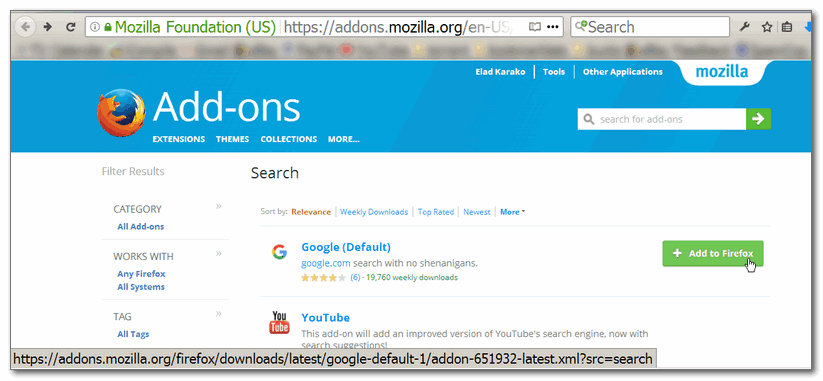 Mozilla Foundation (US) https://addons.mozilla.org/en-US/ Search
Elad Karako Tools Other Applications mozilla
Add-ons
EXTENSIONS THEMES COLLECTIONS MORE...
search for add-ons
Filter Results
Search
CATEGORY »
All Add-ons
WORKS WITH »
Any Firefox
All Systems
TAG »
All Tags
Sort by: Relevance Weekly Downloads Top Rated Newest More
Google (Default)
google.com search with no shenanigans.
(6) · 19,760 weekly downloads
Add to Firefox
You Tube
YouTube
This add-on will add an improved version of YouTube's search engine, now with
search suggestions!
https://addons.mozilla.org/firefox/downloads/latest/google-default-1/addon-651932-latest.xml?src=search